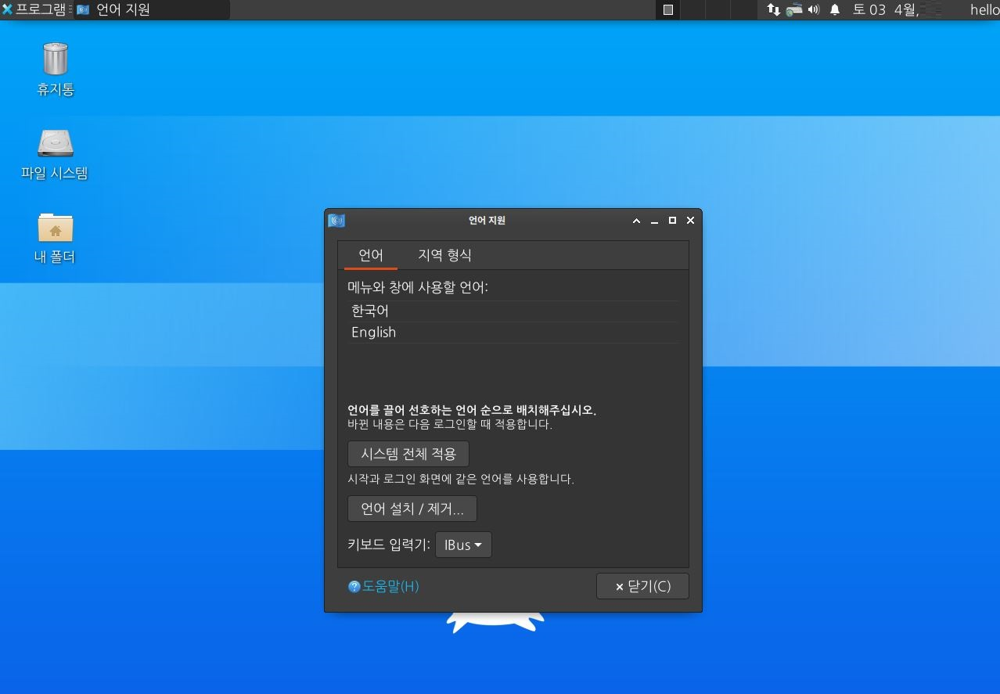 프로그램
언어 지원
토 03 4월,
hello
휴지통
파일 시스템
내 폴더
언어 지원
언어
지역 형식
메뉴와 창에 사용할 언어:
한국어
English
언어를 끌어 선호하는 언어 순으로 배치해주십시오.
바뀐 내용은 다음 로그인할 때 적용합니다.
시스템 전체 적용
시작과 로그인 화면에 같은 언어를 사용합니다.
언어 설치 / 제거...
키보드 입력기: IBus
도움말(H)
닫기(C)